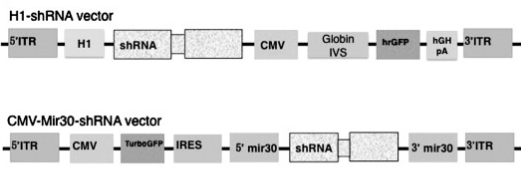 H1-shRNA vector
5'ITR H1 shRNA CMV Globin IVS hrGFP hGH pA 3'ITR
CMV-Mir30-shRNA vector
5'ITR CMV TurboGFP IRES 5' mir30 shRNA 3' mir30 3'ITR